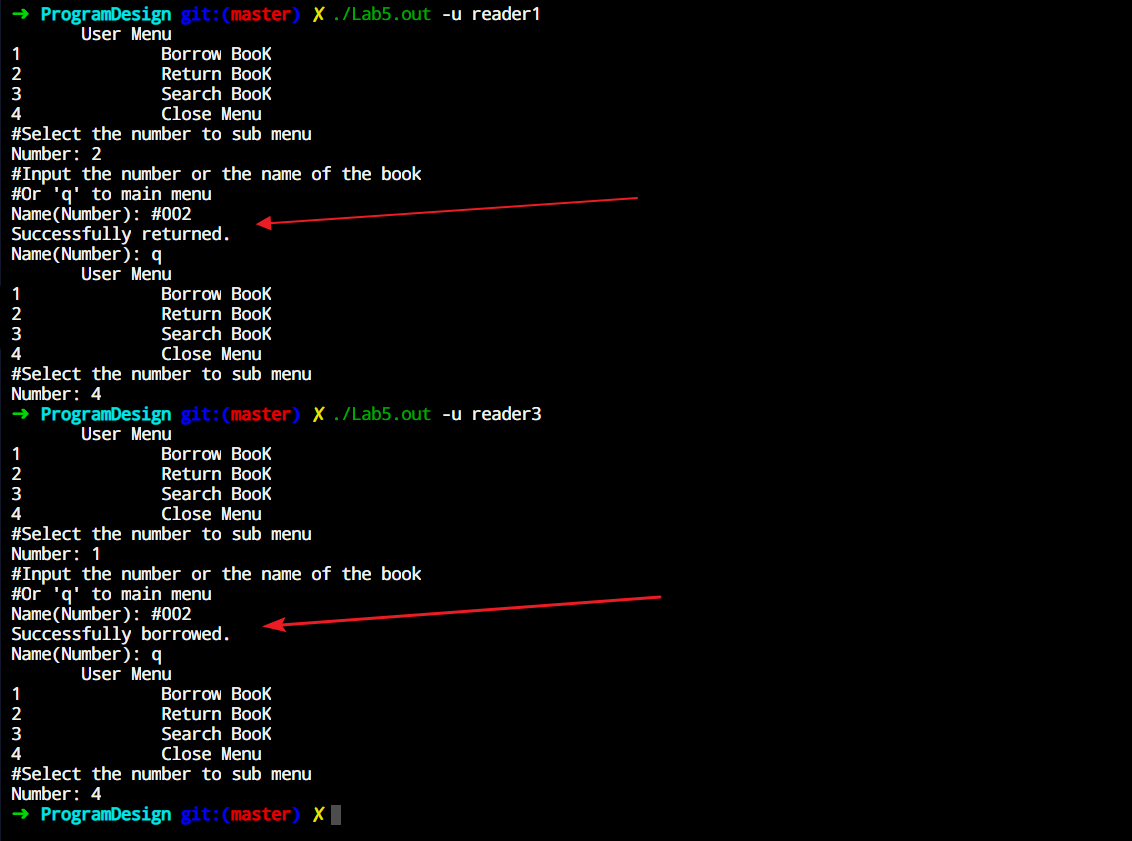 ➜ ProgramDesign git:(master) ✗ ./Lab5.out -u reader1
User Menu
1 Borrow BooK
2 Return BooK
3 Search BooK
4 Close Menu
#Select the number to sub menu
Number: 2
#Input the number or the name of the book
#Or 'q' to main menu
Name(Number): #002
Successfully returned.
Name(Number): q
User Menu
1 Borrow BooK
2 Return BooK
3 Search BooK
4 Close Menu
#Select the number to sub menu
Number: 4
➜ ProgramDesign git:(master) ✗ ./Lab5.out -u reader3
User Menu
1 Borrow BooK
2 Return BooK
3 Search BooK
4 Close Menu
#Select the number to sub menu
Number: 1
#Input the number or the name of the book
#Or 'q' to main menu
Name(Number): #002
Successfully borrowed.
Name(Number): q
User Menu
1 Borrow BooK
2 Return BooK
3 Search BooK
4 Close Menu
#Select the number to sub menu
Number: 4
➜ ProgramDesign git:(master) ✗